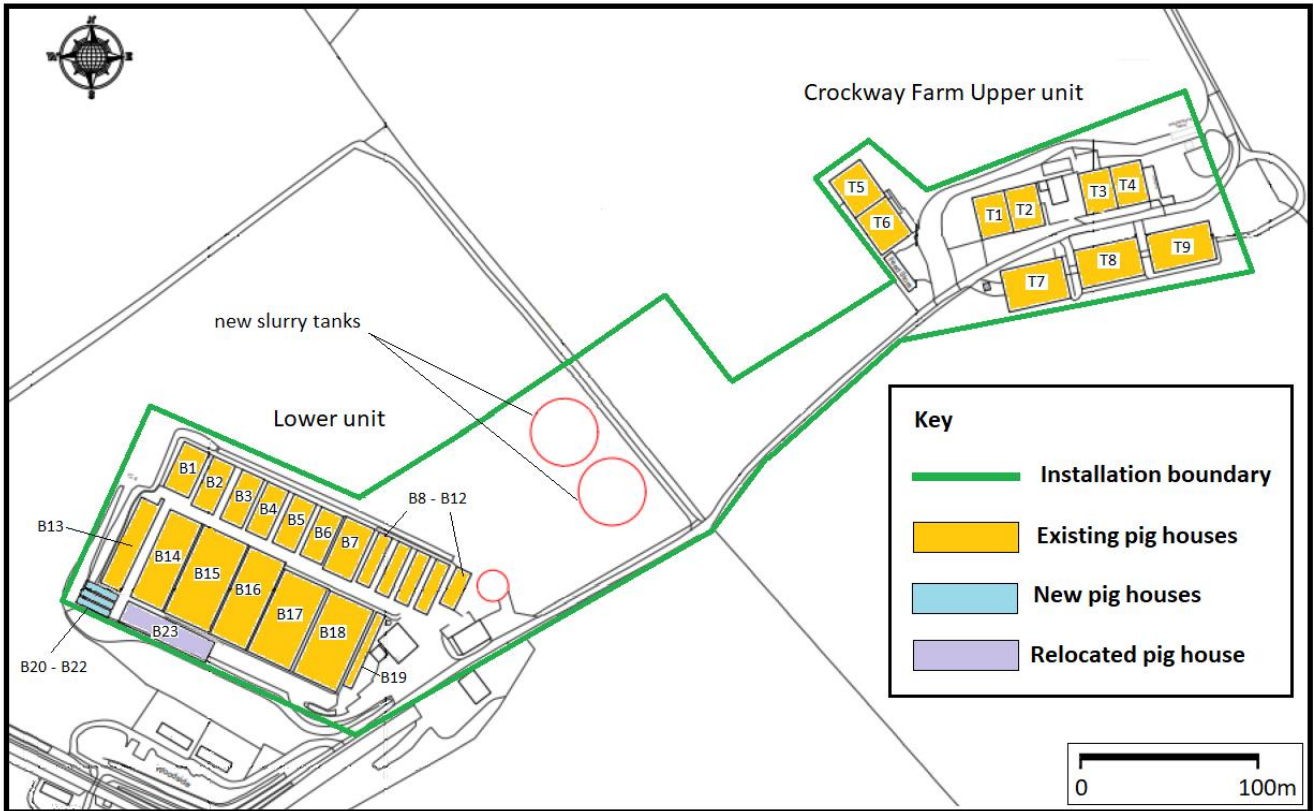 N
E
S
Crockway Farm Upper unit
T5
T6
T1
T2
T3
T4
T7
T8
T9
new slurry tanks
Lower unit
B1
B2
B3
B4
B5
B6
B7
B8 - B12
B13
B14
B15
B16
B17
B18
B23
B20 - B22
B19
Woodside
Key
Installation boundary
Existing pig houses
New pig houses
Relocated pig house
0 100m